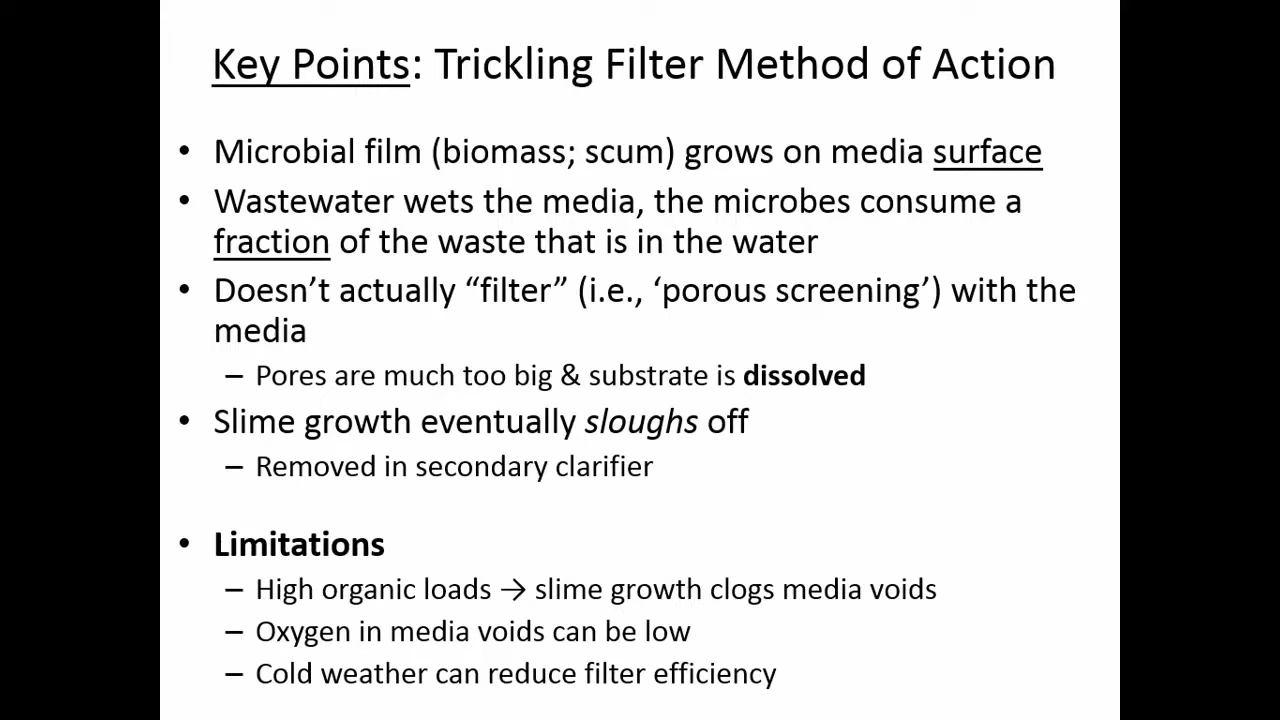 Key Points: Trickling Filter Method of Action
• Microbial film (biomass; scum) grows on media surface
• Wastewater wets the media, the microbes consume a
fraction of the waste that is in the water
• Doesn’t actually “filter” (i.e., ‘porous screening’) with the
media
– Pores are much too big & substrate is dissolved
• Slime growth eventually sloughs off
– Removed in secondary clarifier
• Limitations
– High organic loads → slime growth clogs media voids
– Oxygen in media voids can be low
– Cold weather can reduce filter efficiency